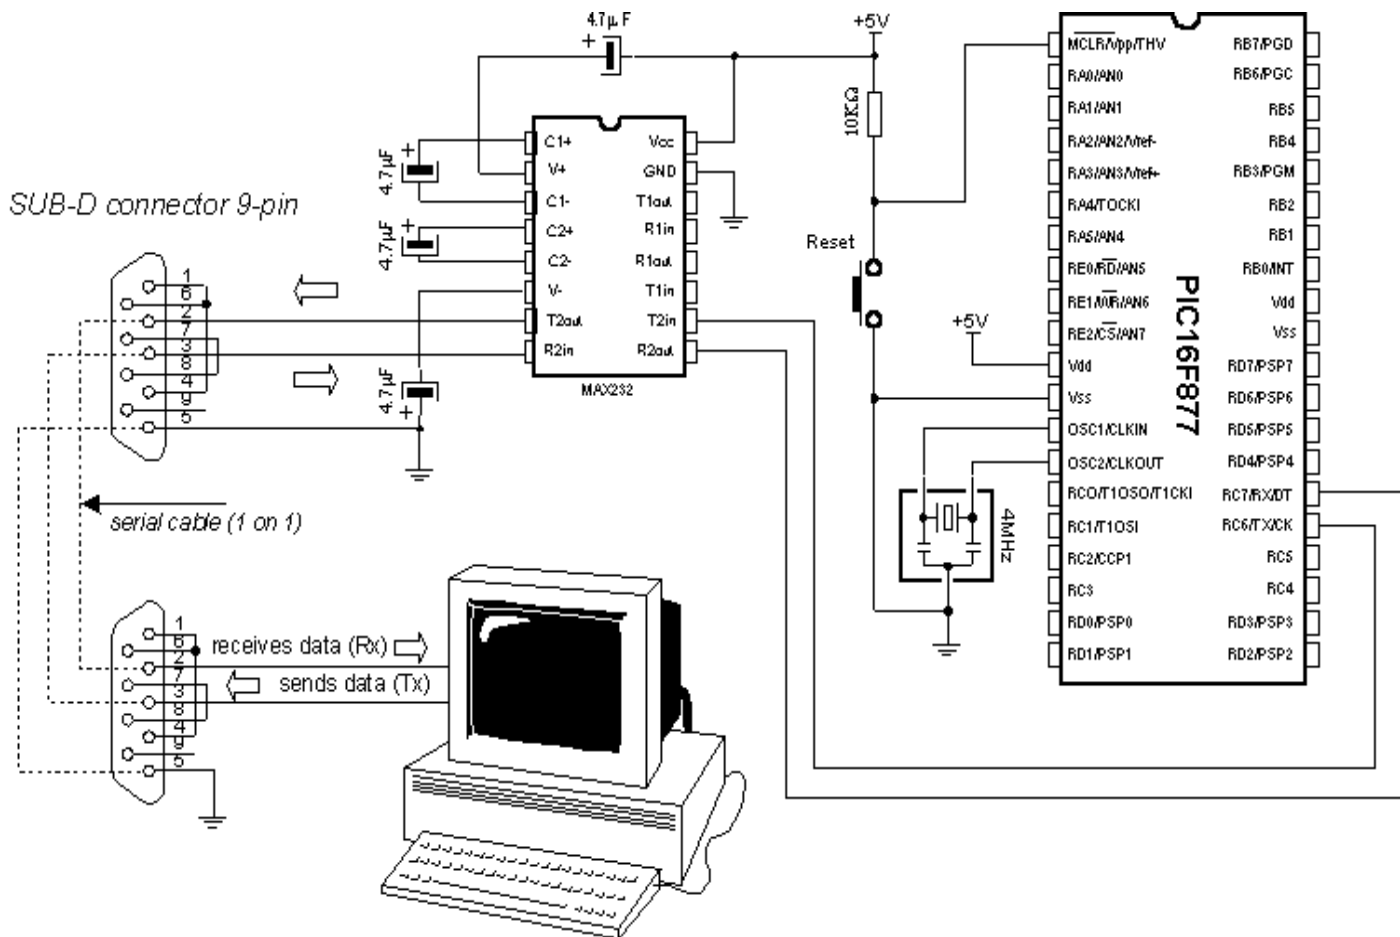 4.7µF
+
+5V
10KΩ
C1+
V+
C1-
C2+
C2-
V-
T2out
R2in
Vcc
GND
T1out
R1in
R1out
T1in
T2in
R2out
MAX232
+
4.7µF
+
4.7µF
4.7µF
+
SUB-D connector 9-pin
1
6
2
7
3
8
4
9
5
Reset
+5V
4MHz
MCLR/Vpp/THV
RA0/AN0
RA1/AN1
RA2/AN2/Vref-
RA3/AN3/Vref+
RA4/TOCKI
RA5/AN4
RE0/RD/AN5
RE1/WR/AN6
RE2/CS/AN7
Vdd
Vss
OSC1/CLKIN
OSC2/CLKOUT
RCO/T1OSO/T1CKI
RC1/T1OSI
RC2/CCP1
RC3
RD0/PSP0
RD1/PSP1
PIC16F877
RB7/PGD
RB6/PGC
RB5
RB4
RB3/PGM
RB2
RB1
RB0/INT
Vdd
Vss
RD7/PSP7
RD6/PSP6
RD5/PSP5
RD4/PSP4
RC7/RX/DT
RC6/TX/CK
RC5
RC4
RD3/PSP3
RD2/PSP2
serial cable (1 on 1)
1
6
2
7
3
8
4
9
5
receives data (Rx)
sends data (Tx)